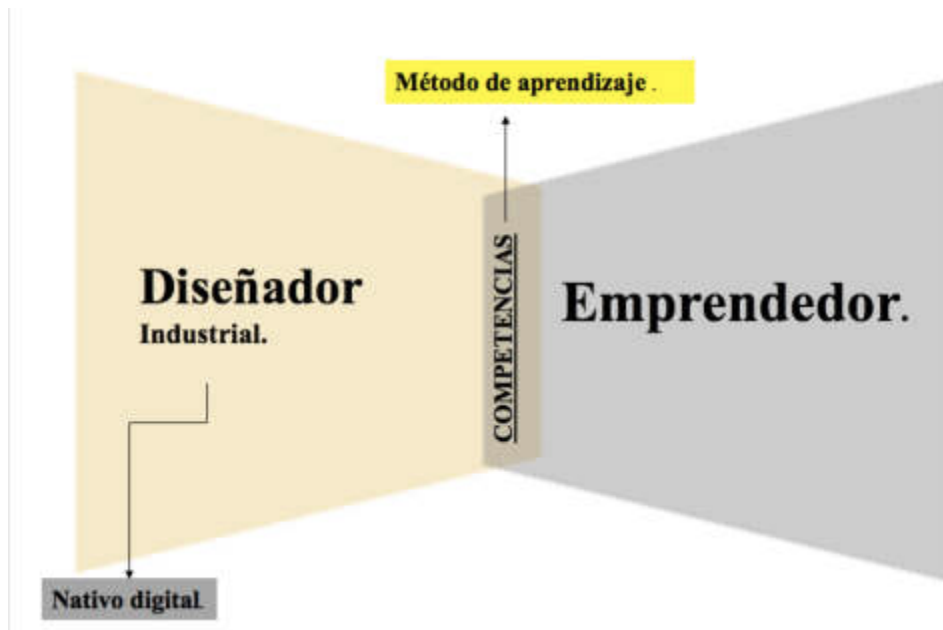 Método de aprendizaje .
Diseñador
Industrial.
COMPETENCIAS
Emprendedor.
Nativo digital.